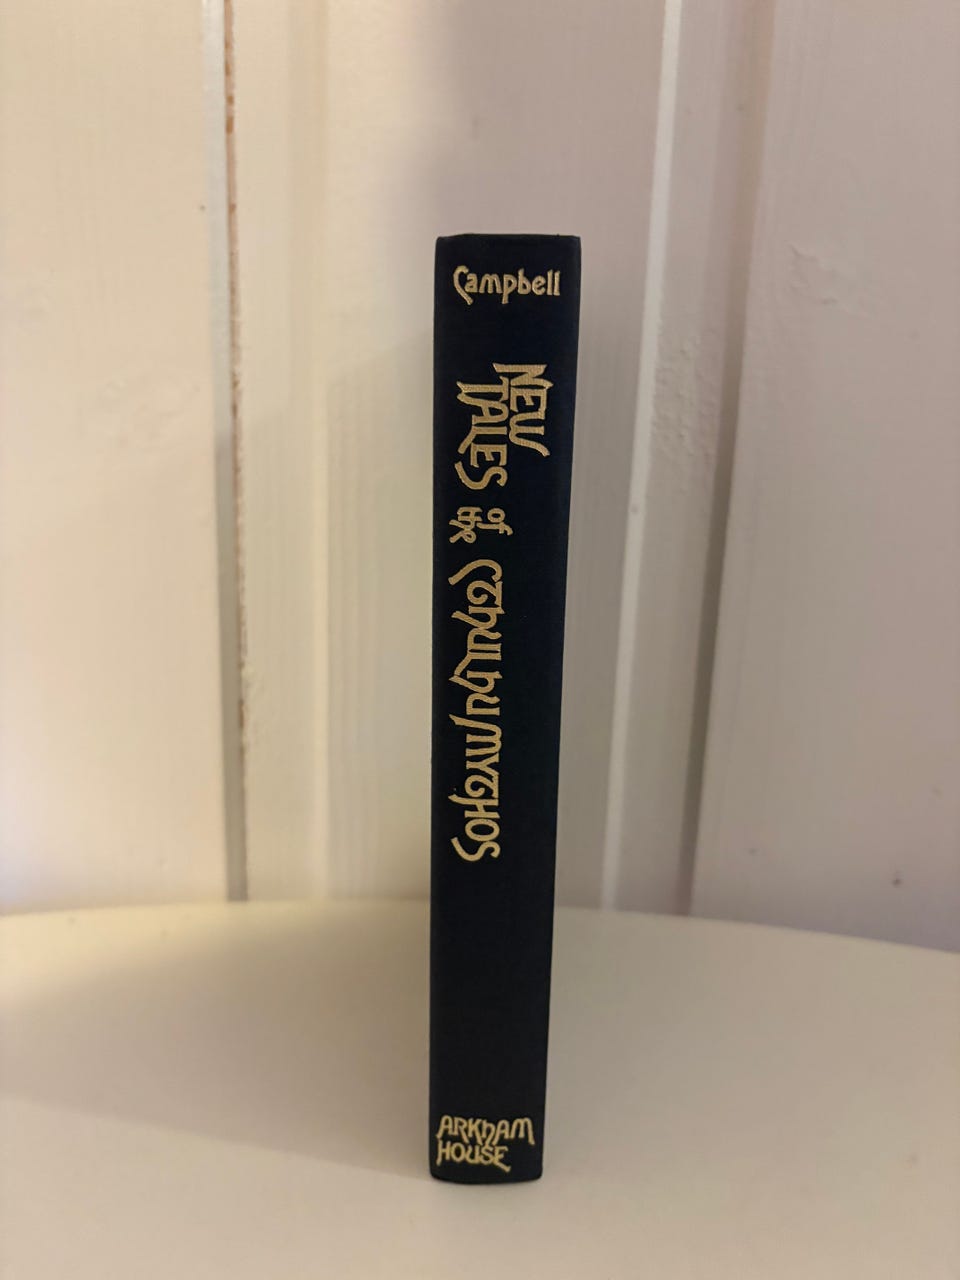 Campbell
NEW
TALES of
the
CThulhu MYTHOS
ARKhAM
HOUSE